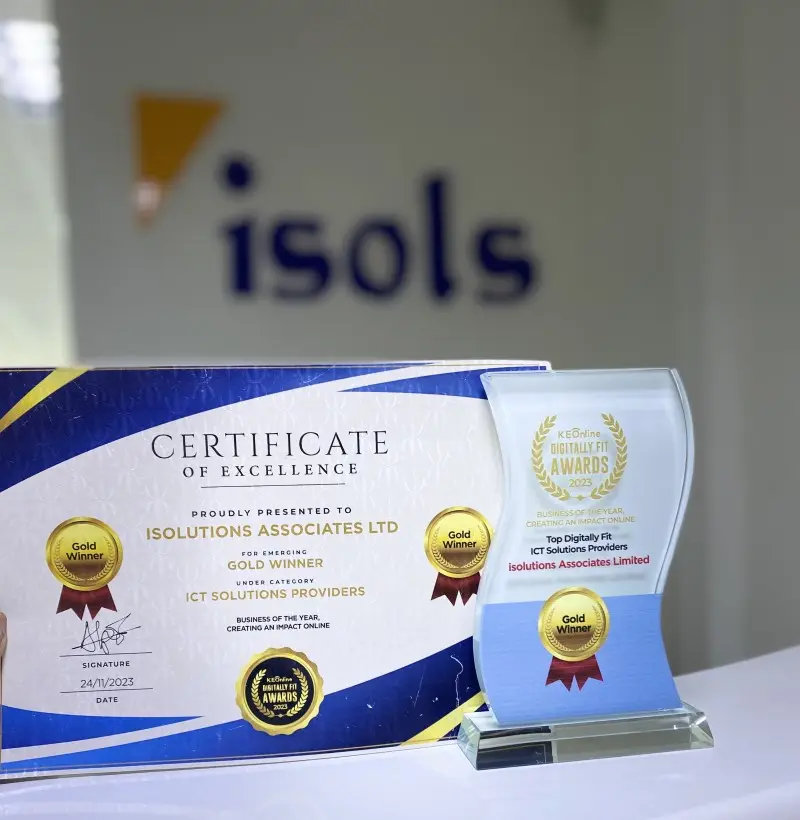 isols
CERTIFICATE
OF EXCELLENCE
PROUDLY PRESENTED TO
ISOLUTIONS ASSOCIATES LTD
FOR EMERGING
GOLD WINNER
UNDER CATEGORY
ICT SOLUTIONS PROVIDERS
BUSINESS OF THE YEAR,
CREATING AN IMPACT ONLINE
Gold
Winner
SIGNATURE
24/11/2023
DATE
Gold
Winner
KEOnline
DIGITALLY FIT
AWARDS
2023
KEOnline
DIGITALLY FIT
AWARDS
2023
BUSINESS OF THE YEAR,
CREATING AN IMPACT ONLINE
Top Digitally Fit
ICT Solutions Providers
isolutions Associates Limited
Gold
Winner